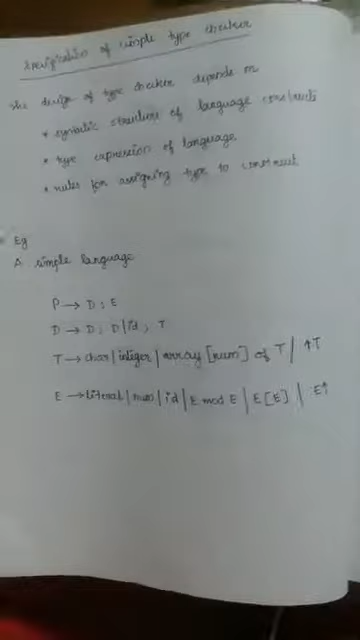 Specification of simple type checker
The design of type checker depends on
* syntatic structure of language constructs
* type expression of language
* rules for assigning type to construct
Eg
A simple language
P → D ; E
D → D ; D | id ; T
T → char | integer | array [num] of T | ↑T
E → literal | num | id | E mod E | E [E] | E↑